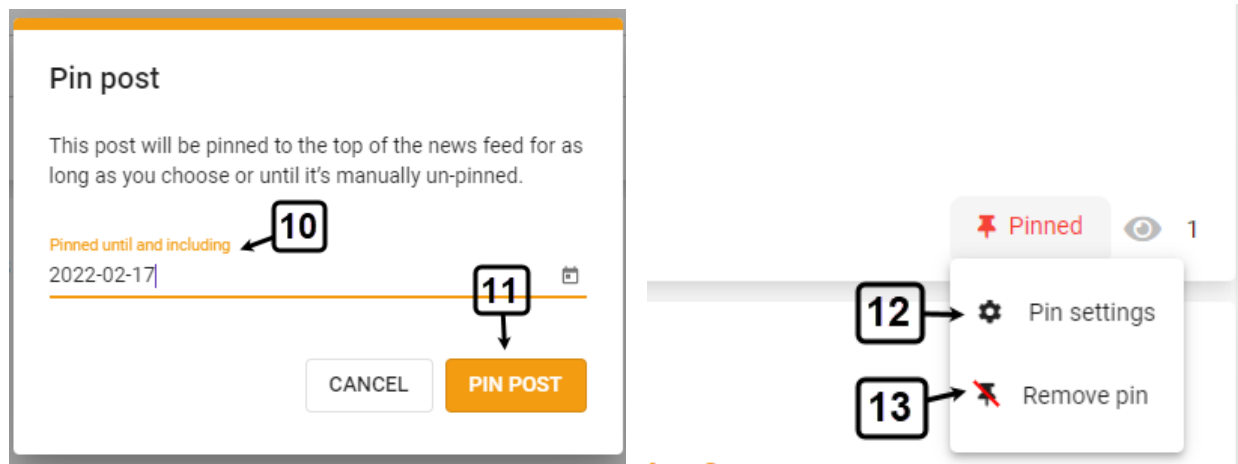 Pin post
This post will be pinned to the top of the news feed for as
long as you choose or until it's manually un-pinned.
10
Pinned until and including
2022-02-17
11
CANCEL
PIN POST
Pinned
1
12
Pin settings
13
Remove pin